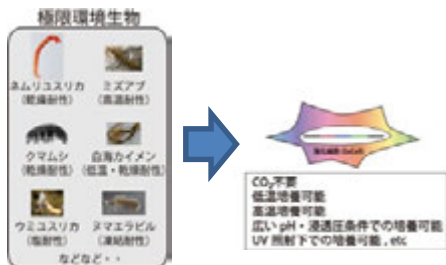 極限環境生物
ネムリユスリカ
(乾燥耐性)
ミズアブ
(高温耐性)
クマムシ
(乾燥耐性)
白海カイメン
(低温・乾燥耐性)
ウミユスリカ
(塩耐性)
ヌマエラビル
(凍結耐性)
などなど・・
CO₂不要
低温培養可能
高温培養可能
広い pH・浸透圧条件での培養可能
UV 照射下での培養可能 , etc